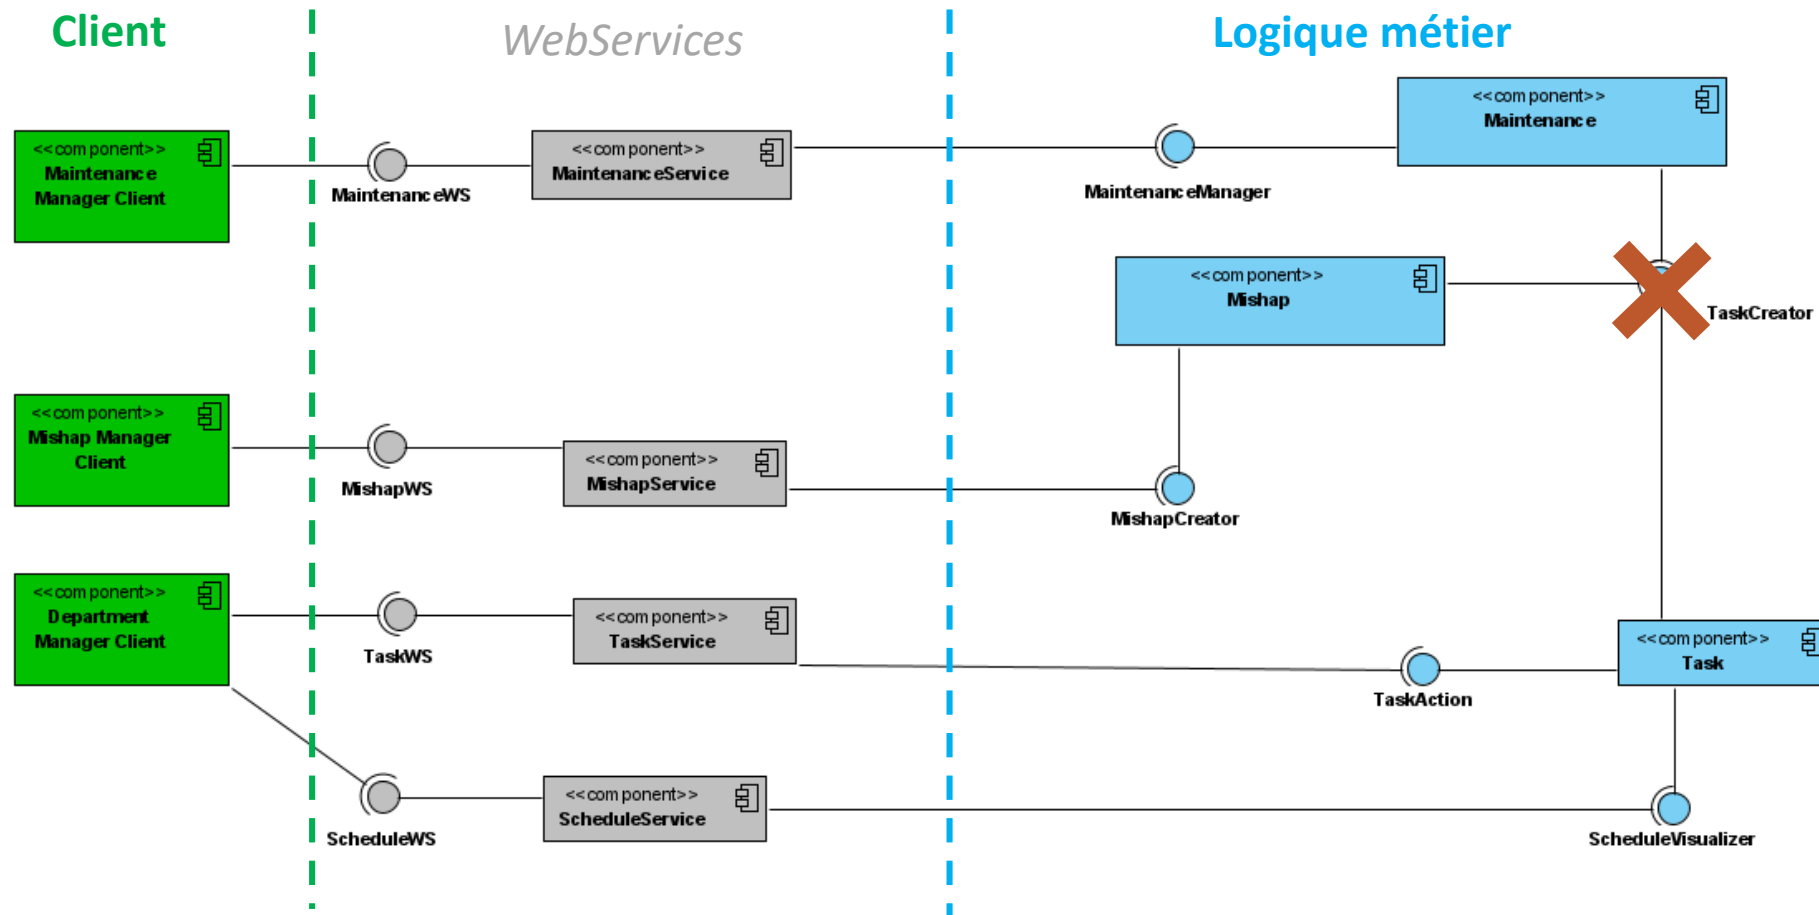 Client
WebServices
Logique métier
<<component>>
Maintenance
Manager Client
MaintenanceWS
<<component>>
MaintenanceService
MaintenanceManager
<<component>>
Maintenance
<<component>>
Mishap
TaskCreator
<<component>>
Mishap Manager
Client
MishapWS
<<component>>
MishapService
MishapCreator
<<component>>
Department
Manager Client
TaskWS
<<component>>
TaskService
TaskAction
<<component>>
Task
ScheduleWS
<<component>>
ScheduleService
ScheduleVisualizer